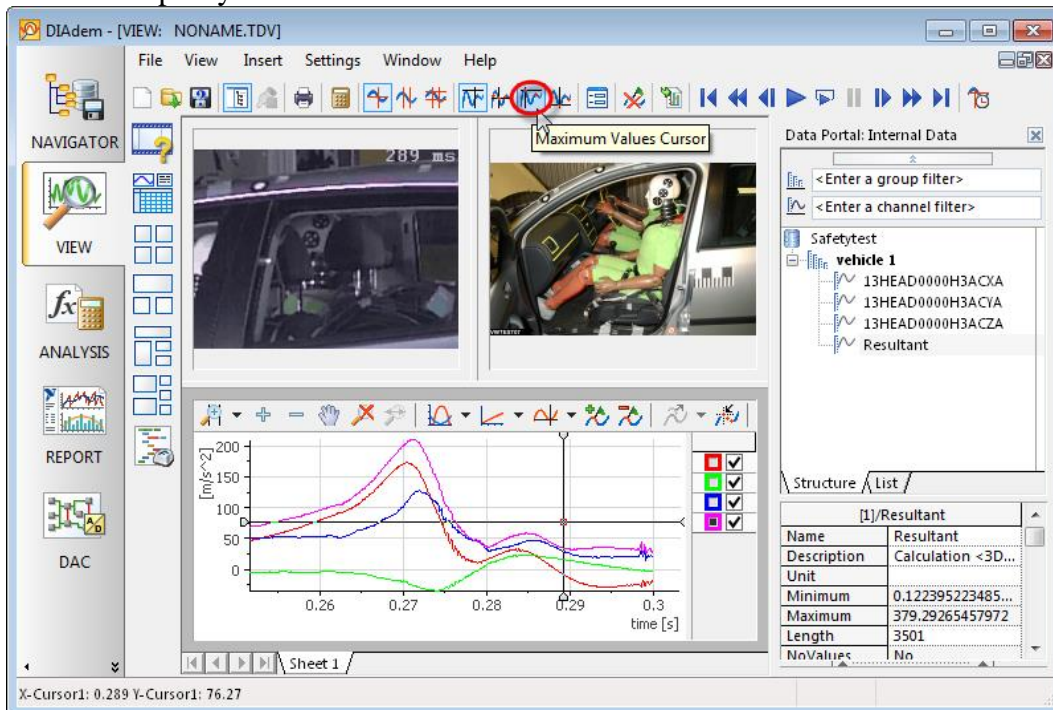 DIAdem - [VIEW: NONAME.TDV]
File View Insert Settings Window Help
Maximum Values Cursor
NAVIGATOR
VIEW
ANALYSIS
REPORT
DAC
289 ms
Data Portal: Internal Data
<Enter a group filter>
<Enter a channel filter>
Safetytest
vehicle 1
13HEAD0000H3ACXA
13HEAD0000H3ACYA
13HEAD0000H3ACZA
Resultant
Structure List
[1]/Resultant
Name Resultant
Description Calculation <3D...
Unit
Minimum 0.122395223485...
Maximum 379.29265457972
Length 3501
NoValues No
[m/s^2]
200
150
100
50
0
0.26 0.27 0.28 0.29 0.3
time [s]
Sheet 1
X-Cursor1: 0.289 Y-Cursor1: 76.27